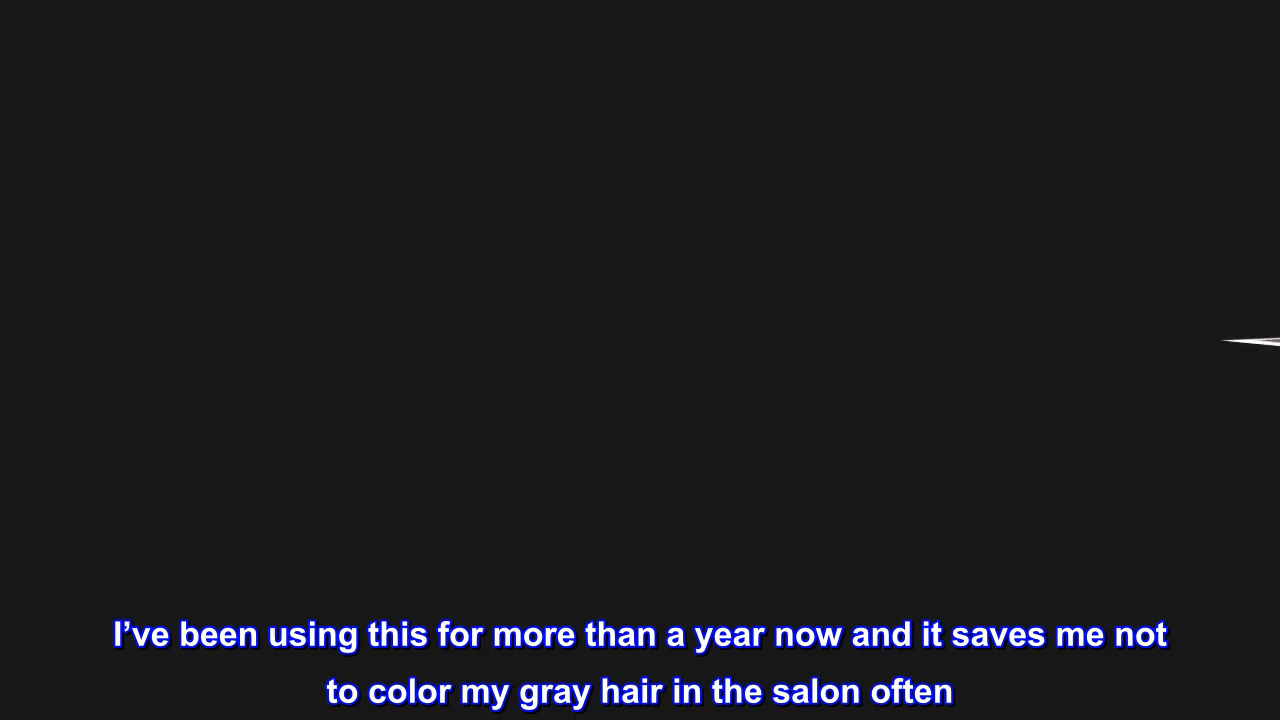 I’ve been using this for more than a year now and it saves me not
to color my gray hair in the salon often